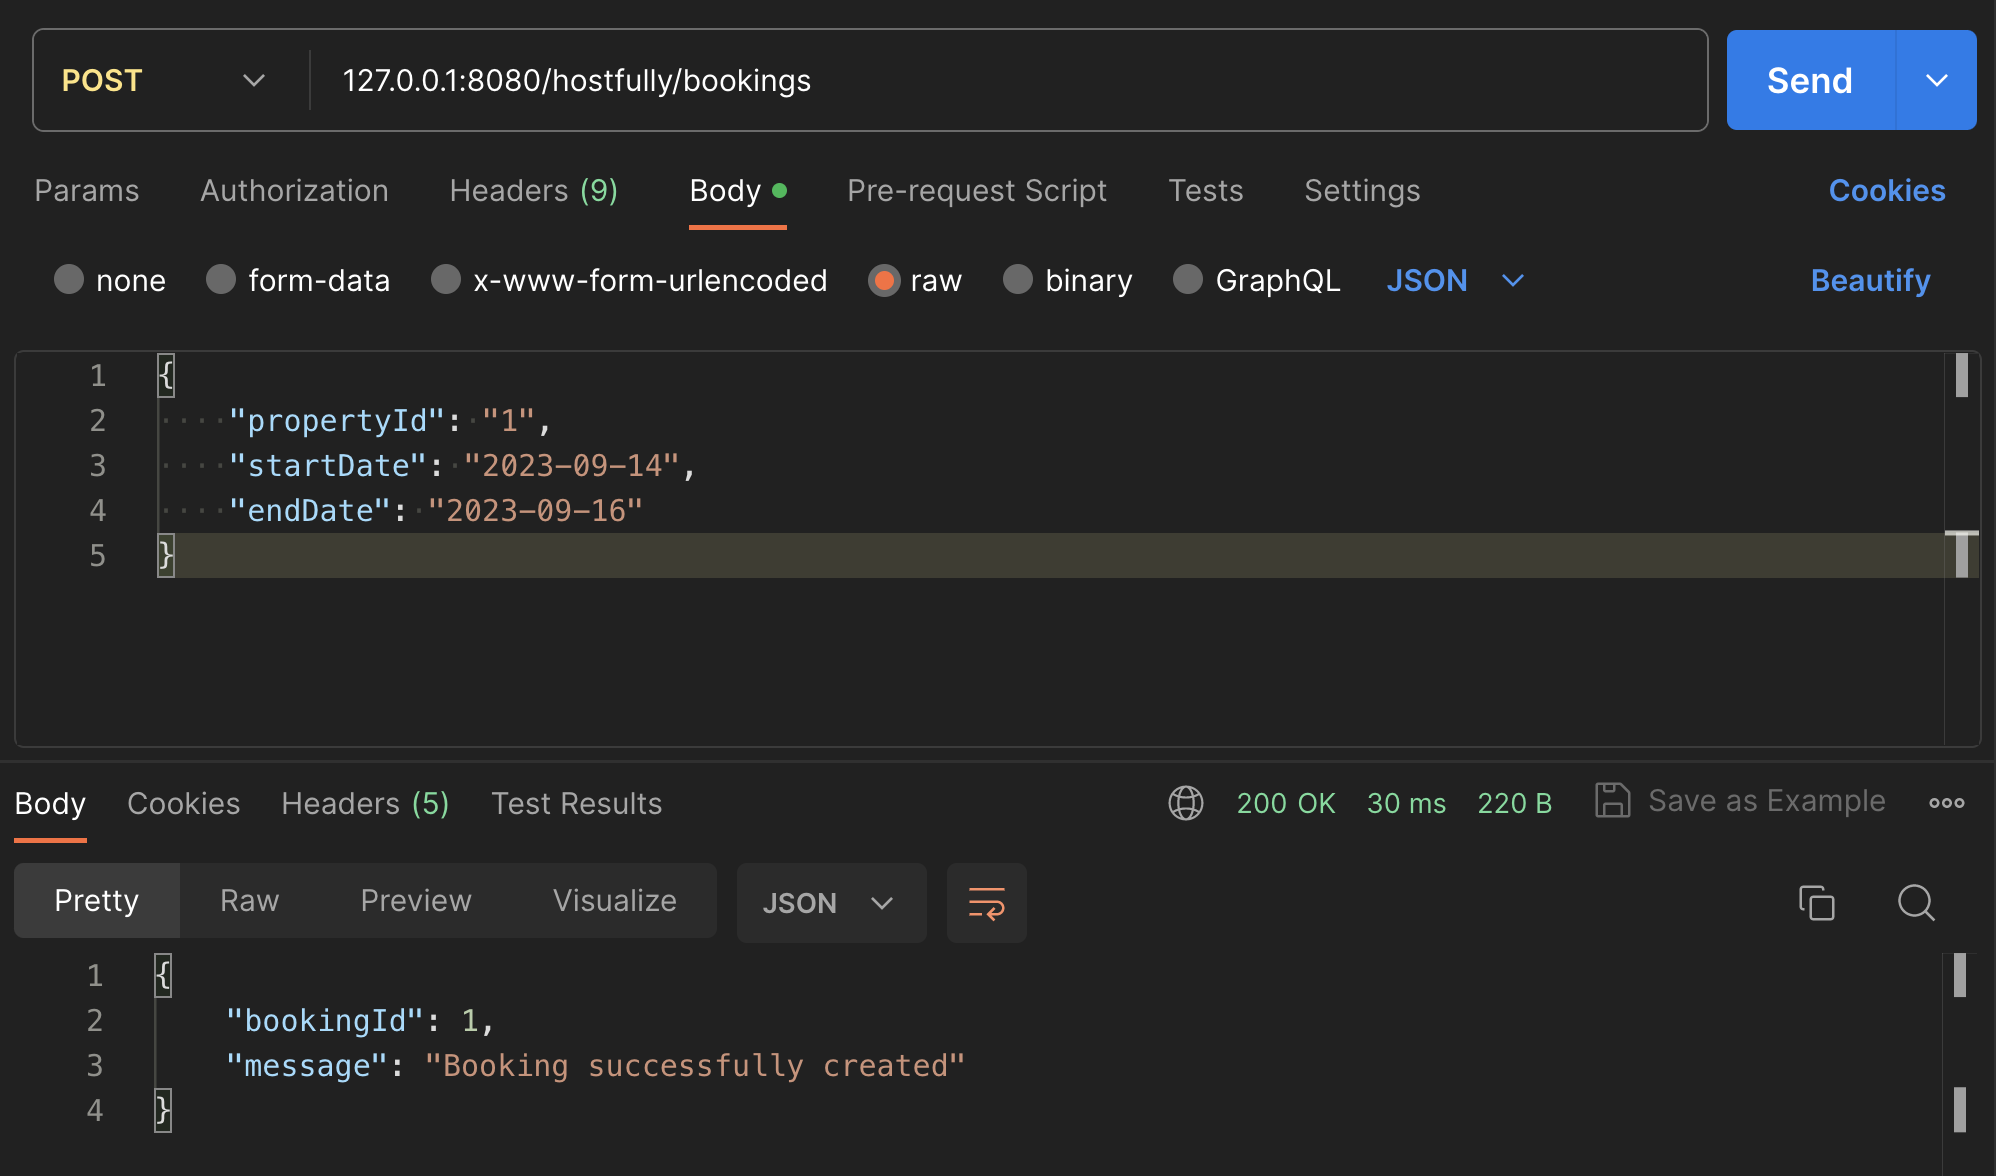 POST 127.0.0.1:8080/hostfully/bookings Send
Params Authorization Headers (9) Body Pre-request Script Tests Settings Cookies
none form-data x-www-form-urlencoded raw binary GraphQL JSON Beautify
1 {
2 "propertyId": "1",
3 "startDate": "2023-09-14",
4 "endDate": "2023-09-16"
5 }
Body Cookies Headers (5) Test Results 200 OK 30 ms 220 B Save as Example
Pretty Raw Preview Visualize JSON
1 {
2 "bookingId": 1,
3 "message": "Booking successfully created"
4 }